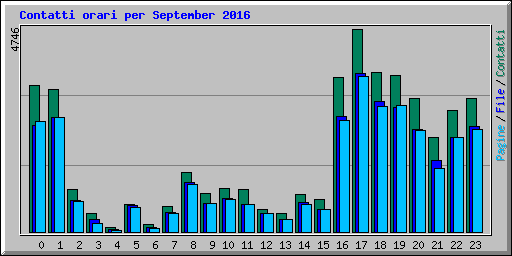 Contatti orari per September 2016
4746
Pagine/File/Contatti
0 1 2 3 4 5 6 7 8 9 10 11 12 13 14 15 16 17 18 19 20 21 22 23